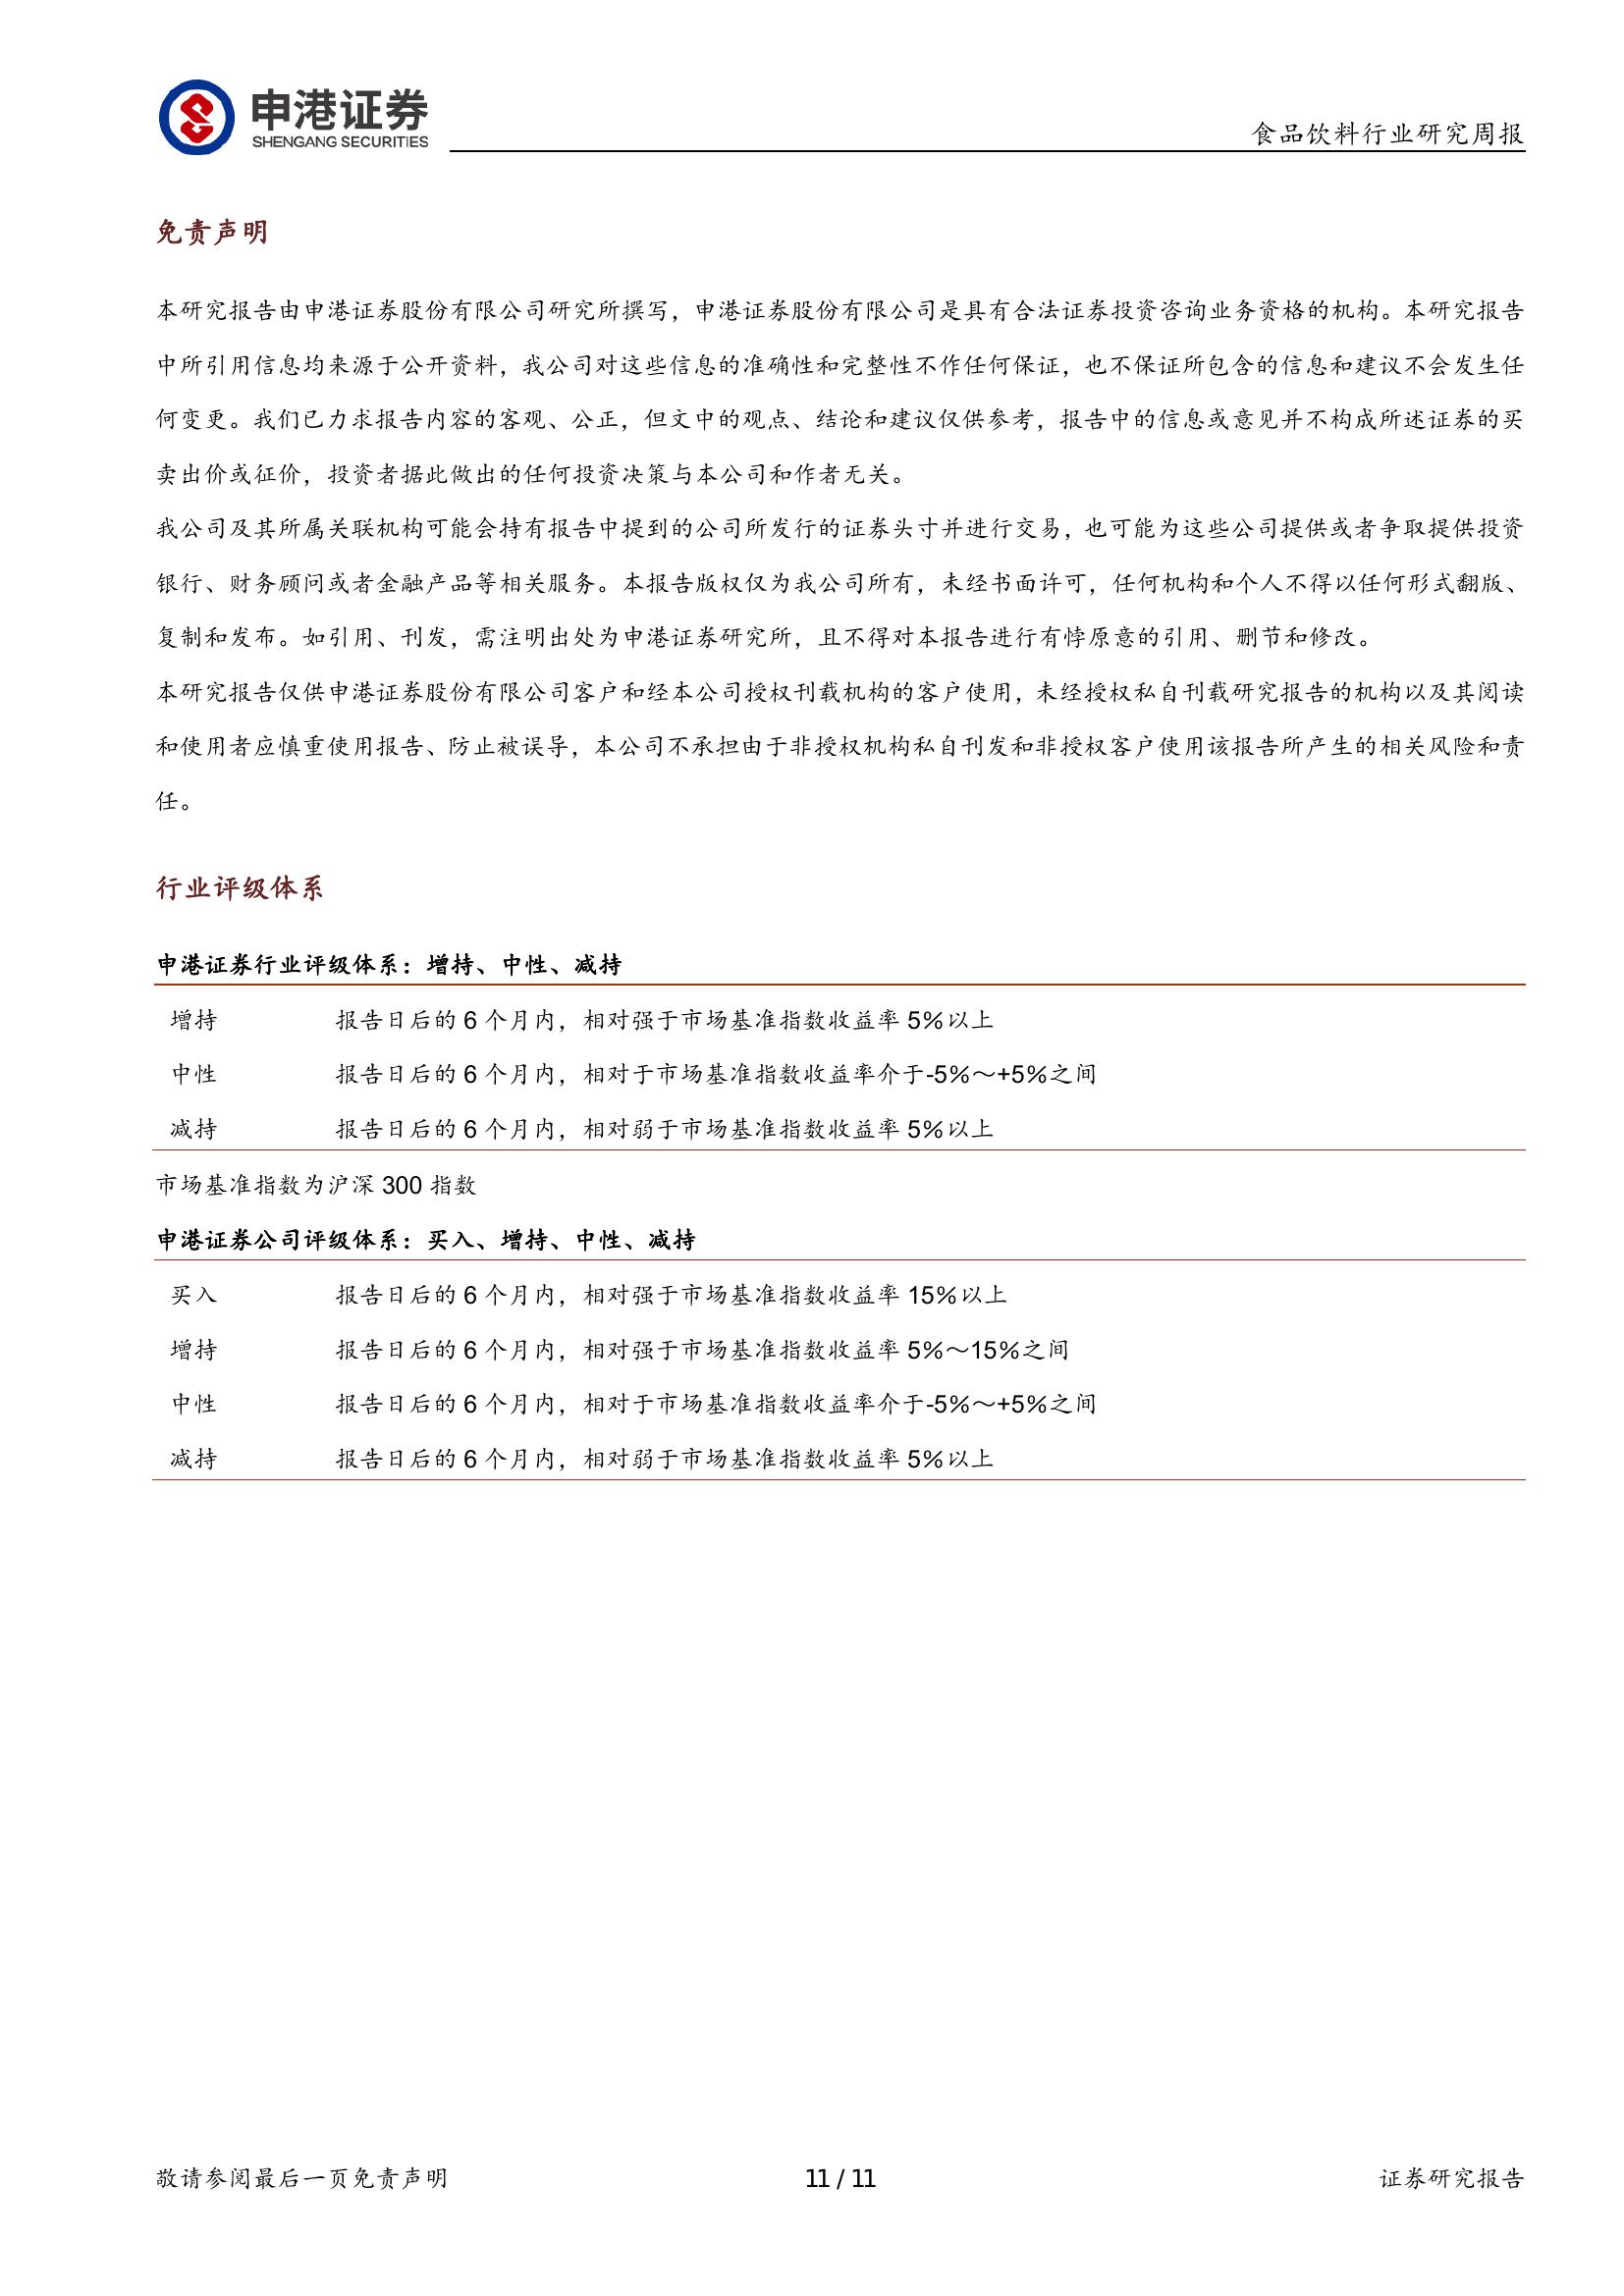 申港证券
SHENGANG SECURITIES
食品饮料行业研究周报
免责声明
本研究报告由申港证券股份有限公司研究所撰写，申港证券股份有限公司是具有合法证券投资咨询业务资格的机构。本研究报告
中所引用信息均来源于公开资料，我公司对这些信息的准确性和完整性不作任何保证，也不保证所包含的信息和建议不会发生任
何变更。我们已力求报告内容的客观、公正，但文中的观点、结论和建议仅供参考，报告中的信息或意见并不构成所述证券的买
卖出价或征价，投资者据此做出的任何投资决策与本公司和作者无关。
我公司及其所属关联机构可能会持有报告中提到的公司所发行的证券头寸并进行交易，也可能为这些公司提供或者争取提供投资
银行、财务顾问或者金融产品等相关服务。本报告版权仅为我公司所有，未经书面许可，任何机构和个人不得以任何形式翻版、
复制和发布。如引用、刊发，需注明出处为申港证券研究所，且不得对本报告进行有悖原意的引用、删节和修改。
本研究报告仅供申港证券股份有限公司客户和经本公司授权刊载机构的客户使用，未经授权私自刊载研究报告的机构以及其阅读
和使用者应慎重使用报告、防止被误导，本公司不承担由于非授权机构私自刊发和非授权客户使用该报告所产生的相关风险和责
任。
行业评级体系
申港证券行业评级体系：增持、中性、减持
增持 报告日后的 6 个月内，相对强于市场基准指数收益率 5％以上
中性 报告日后的 6 个月内，相对于市场基准指数收益率介于-5％～+5％之间
减持 报告日后的 6 个月内，相对弱于市场基准指数收益率 5％以上
市场基准指数为沪深 300 指数
申港证券公司评级体系：买入、增持、中性、减持
买入 报告日后的 6 个月内，相对强于市场基准指数收益率 15％以上
增持 报告日后的 6 个月内，相对强于市场基准指数收益率 5％～15％之间
中性 报告日后的 6 个月内，相对于市场基准指数收益率介于-5％～+5％之间
减持 报告日后的 6 个月内，相对弱于市场基准指数收益率 5％以上
敬请参阅最后一页免责声明 11 / 11 证券研究报告